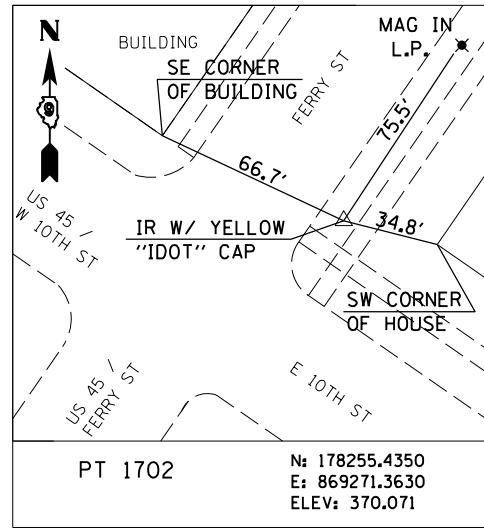 N
BUILDING
SE CORNER
OF BUILDING
FERRY ST
MAG IN
L.P.
75.5'
66.7'
34.8'
US 45 /
W 10TH ST
IR W/ YELLOW
"IDOT" CAP
SW CORNER
OF HOUSE
US 45 /
FERRY ST
E 10TH ST
PT 1702
N: 178255.4350
E: 869271.3630
ELEV: 370.071